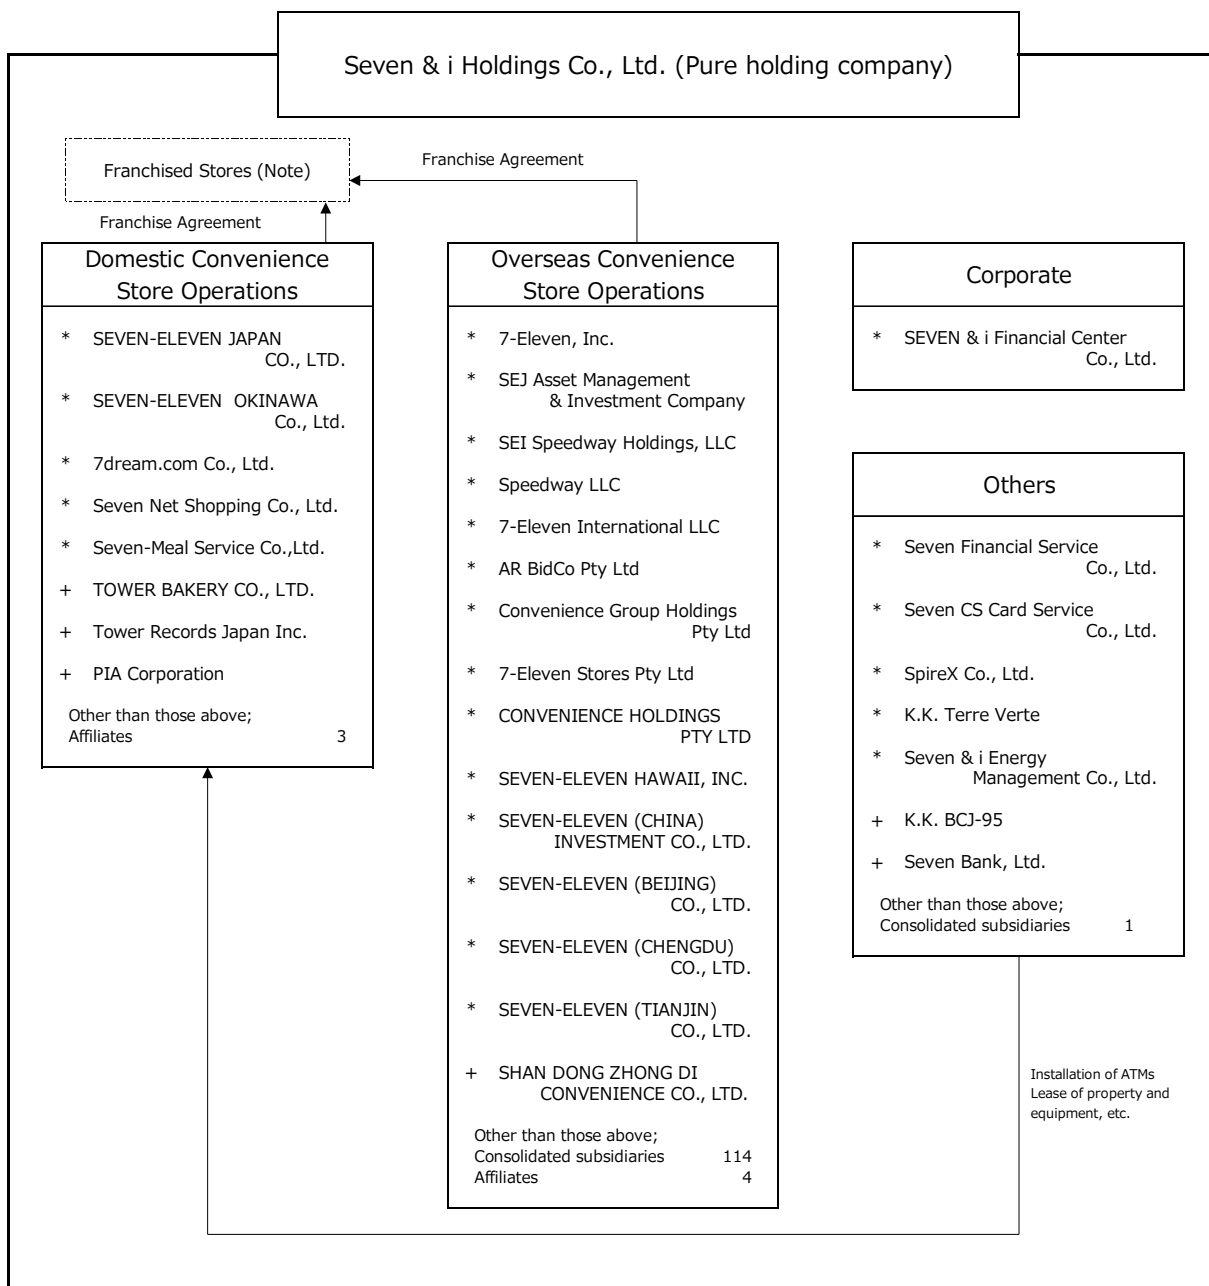 Seven & i Holdings Co., Ltd. (Pure holding company)
Franchised Stores (Note)
Franchise Agreement
Franchise Agreement
Domestic Convenience
Store Operations
* SEVEN-ELEVEN JAPAN
CO., LTD.
* SEVEN-ELEVEN OKINAWA
Co., Ltd.
* 7dream.com Co., Ltd.
* Seven Net Shopping Co., Ltd.
* Seven-Meal Service Co.,Ltd.
+ TOWER BAKERY CO., LTD.
+ Tower Records Japan Inc.
+ PIA Corporation
Other than those above;
Affiliates 3
Overseas Convenience
Store Operations
* 7-Eleven, Inc.
* SEJ Asset Management
& Investment Company
* SEI Speedway Holdings, LLC
* Speedway LLC
* 7-Eleven International LLC
* AR BidCo Pty Ltd
* Convenience Group Holdings
Pty Ltd
* 7-Eleven Stores Pty Ltd
* CONVENIENCE HOLDINGS
PTY LTD
* SEVEN-ELEVEN HAWAII, INC.
* SEVEN-ELEVEN (CHINA)
INVESTMENT CO., LTD.
* SEVEN-ELEVEN (BEIJING)
CO., LTD.
* SEVEN-ELEVEN (CHENGDU)
CO., LTD.
* SEVEN-ELEVEN (TIANJIN)
CO., LTD.
+ SHAN DONG ZHONG DI
CONVENIENCE CO., LTD.
Other than those above;
Consolidated subsidiaries 114
Affiliates 4
Corporate
* SEVEN & i Financial Center
Co., Ltd.
Others
* Seven Financial Service
Co., Ltd.
* Seven CS Card Service
Co., Ltd.
* SpireX Co., Ltd.
* K.K. Terre Verte
* Seven & i Energy
Management Co., Ltd.
+ K.K. BCJ-95
+ Seven Bank, Ltd.
Other than those above;
Consolidated subsidiaries 1
Installation of ATMs
Lease of property and
equipment, etc.